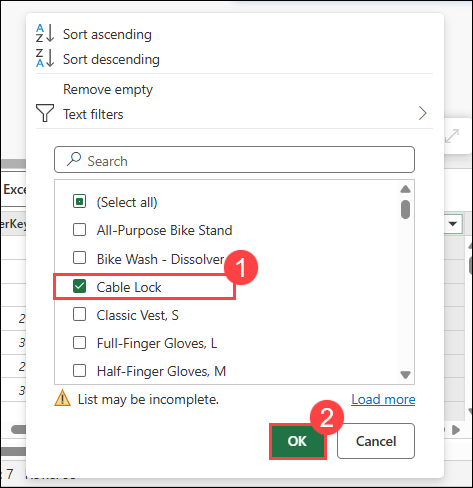 Sort ascending
Sort descending
Remove empty
Text filters
Search
(Select all)
All-Purpose Bike Stand
Bike Wash - Dissolver
1
Cable Lock
Classic Vest, S
Full-Finger Gloves, L
Half-Finger Gloves, M
List may be incomplete. Load more
2
OK Cancel
Exce
erKey
2
3
2
3
: 7